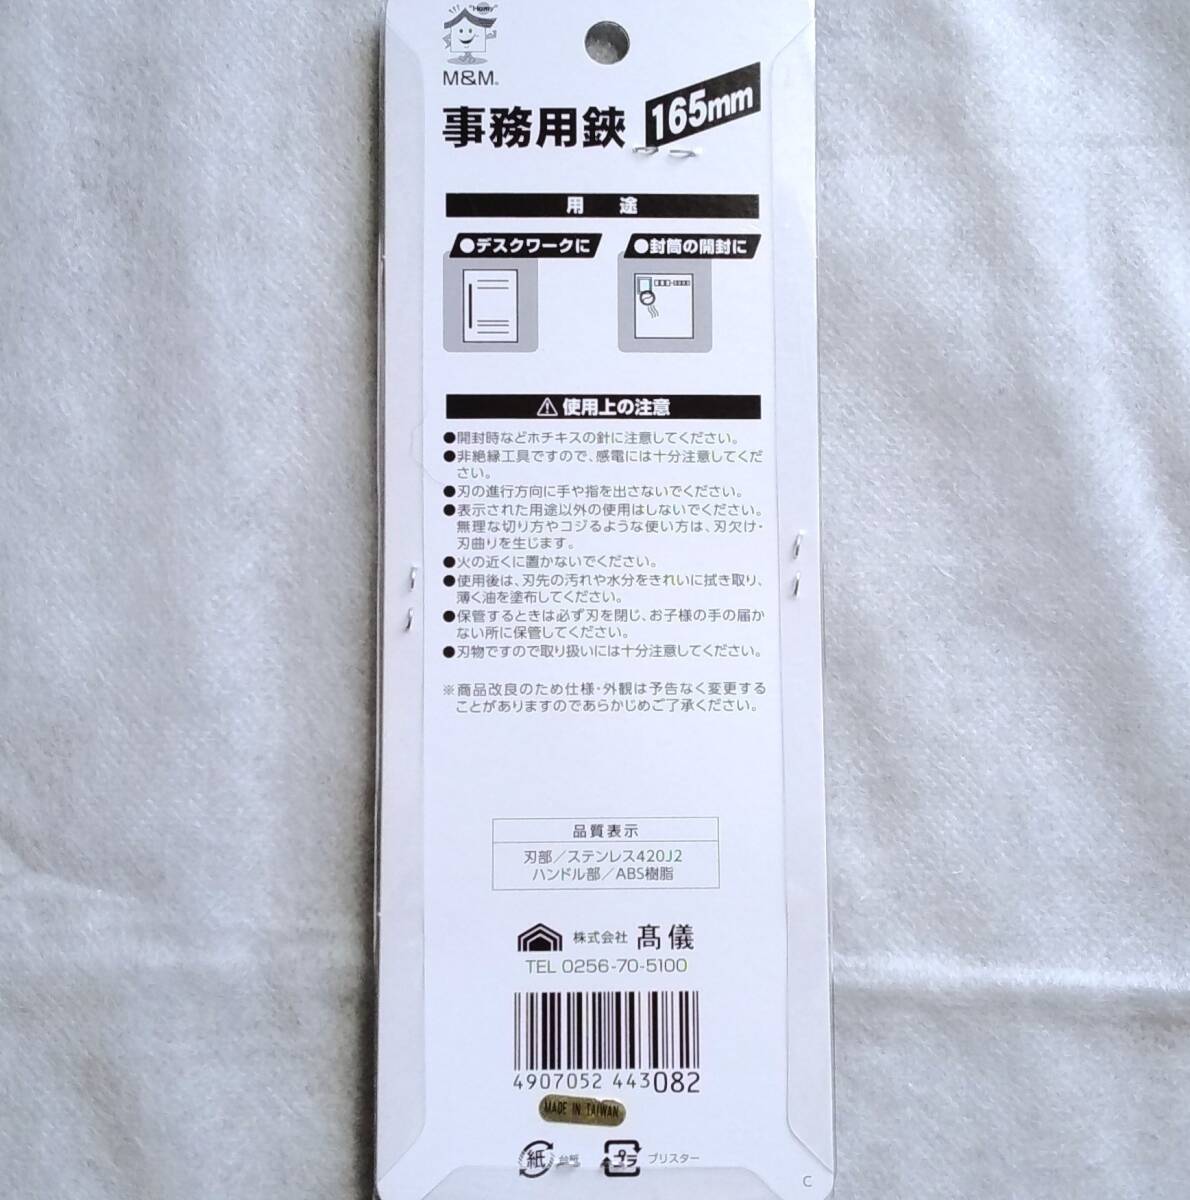 "Homy"
M&M®
事務用鋏 165mm
用 途
●デスクワークに
●封筒の開封に
⚠使用上の注意
●開封時などホチキスの針に注意してください。
●非絶縁工具ですので、感電には十分注意してくだ
さい。
●刃の進行方向に手や指を出さないでください。
●表示された用途以外の使用はしないでください。
無理な切り方やコジるような使い方は、刃欠け・
刃曲りを生じます。
●火の近くに置かないでください。
●使用後は、刃先の汚れや水分をきれいに拭き取り、
薄く油を塗布してください。
●保管するときは必ず刃を閉じ、お子様の手の届か
ない所に保管してください。
●刃物ですので取り扱いには十分注意してください。
※商品改良のため仕様・外観は予告なく変更する
ことがありますのであらかじめご了承ください。
品質表示
刃部／ステンレス420J2
ハンドル部／ABS樹脂
株式会社 髙儀
TEL 0256-70-5100
4907052 443082
MADE IN TAIWAN
紙 台紙 プラ ブリスター
C